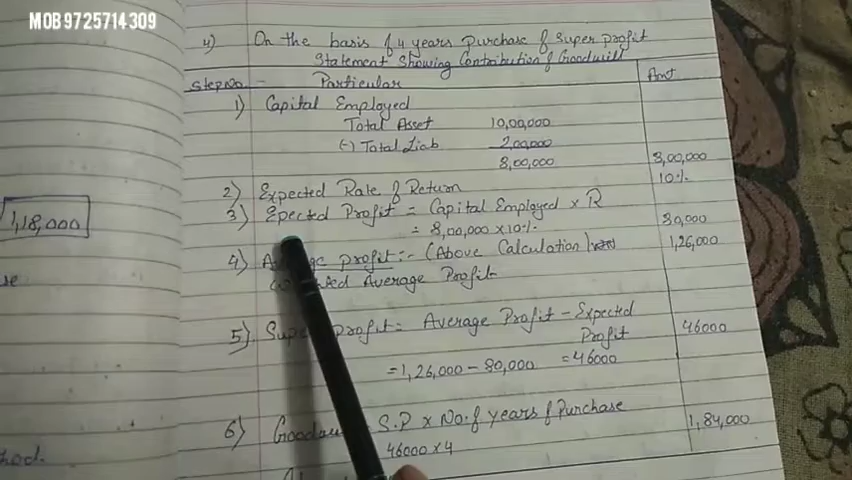 MOB 9725714309
4) On the basis of 4 years purchase of Super profit
Statement Showing Contribution of Goodwill
Step No. - Particular Amt
1) Capital Employed
Total Asset 10,00,000
(-) Total Liab 2,00,000
8,00,000 8,00,000
2) Expected Rate of Return 10%
3) Epected Profit = Capital Employed x R
= 8,00,000 x 10%. 80,000
4) Average profit :- (Above Calculation) 1,26,000
Average Profit
5). Super profit = Average Profit - Expected
Profit 46000
= 1,26,000 - 80,000 = 46000
6) S.P x No. of years of Purchase
46000 x 4 1,84,000
1,18,000
se
hod.